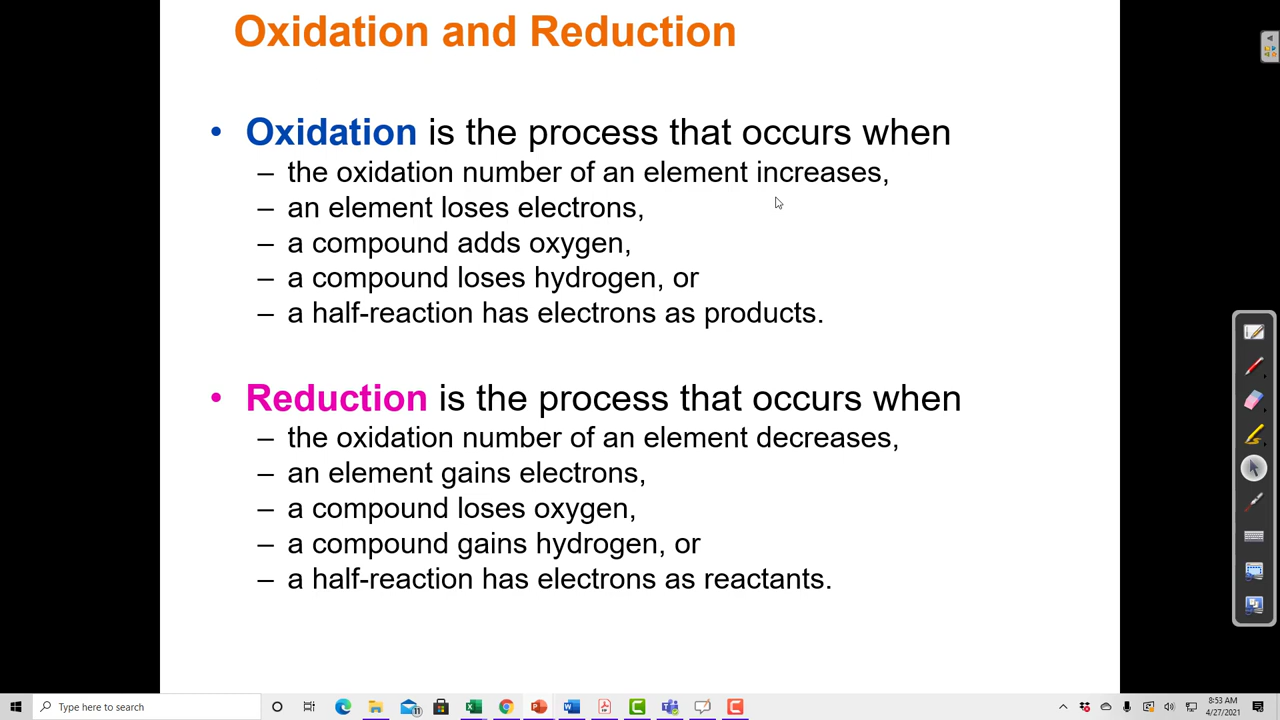 Oxidation and Reduction
• Oxidation is the process that occurs when
– the oxidation number of an element increases,
– an element loses electrons,
– a compound adds oxygen,
– a compound loses hydrogen, or
– a half-reaction has electrons as products.
• Reduction is the process that occurs when
– the oxidation number of an element decreases,
– an element gains electrons,
– a compound loses oxygen,
– a compound gains hydrogen, or
– a half-reaction has electrons as reactants.
Type here to search
8:53 AM
4/27/2021